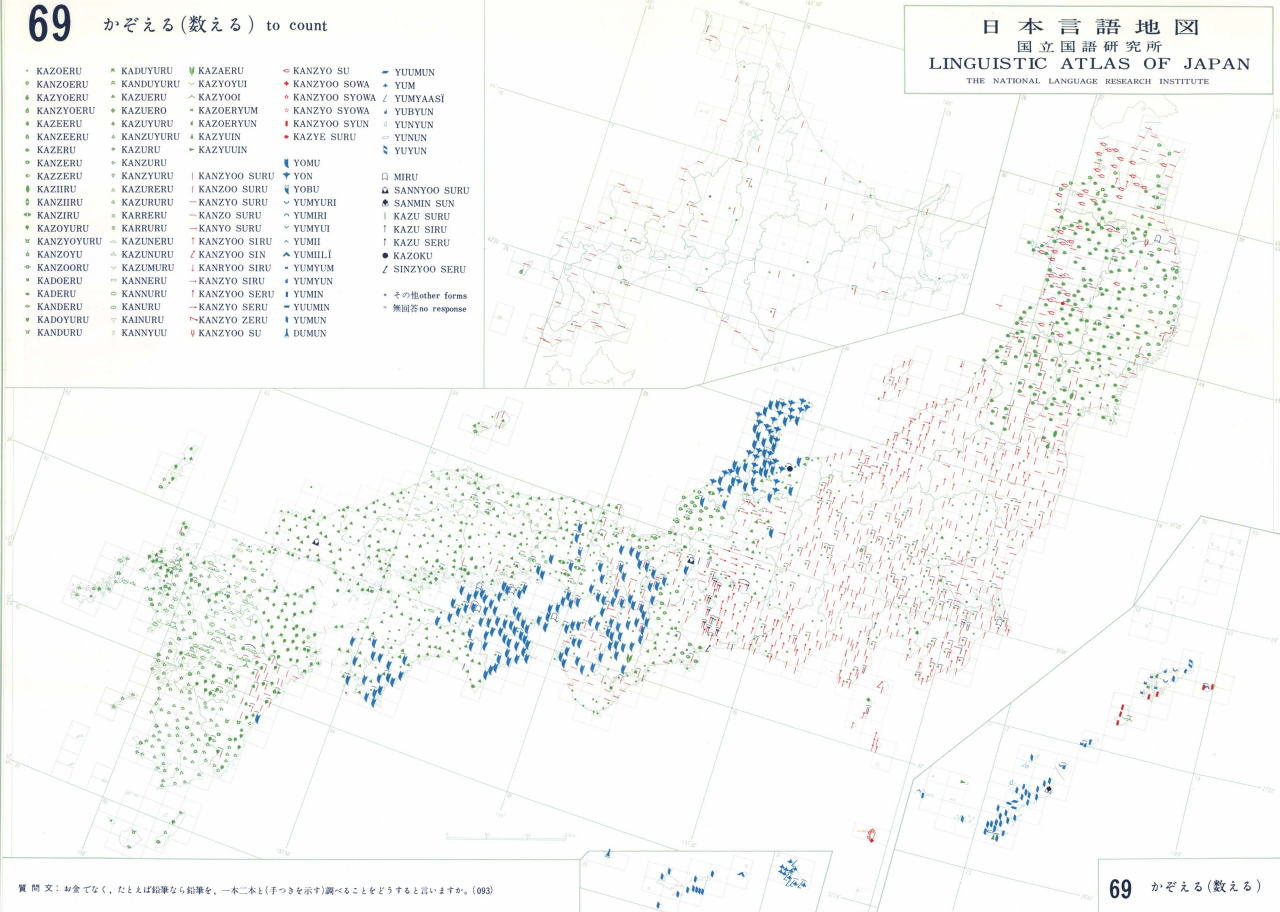 69 かぞえる(数える) to count
日本言語地図
国立国語研究所
LINGUISTIC ATLAS OF JAPAN
THE NATIONAL LANGUAGE RESEARCH INSTITUTE
KAZOERU
KANZOERU
KAZYOERU
KANZYOERU
KAZEERU
KANZEERU
KAZERU
KANZERU
KAZZERU
KAZIIRU
KANZIIRU
KANZIRU
KAZOYURU
KANZYOYURU
KANZOYU
KANZOORU
KADOERU
KADERU
KANDERU
KADOYURU
KANDURU
KADUYURU
KANDUYURU
KAZUERU
KAZUERO
KAZUYURU
KANZUYURU
KAZURU
KANZURU
KANZYURU
KAZURERU
KAZURURU
KARRERU
KARRURU
KAZUNERU
KAZUNURU
KAZUMURU
KANNERU
KANNURU
KANURU
KAINURU
KANNYUU
KAZAERU
KAZYOYUI
KAZYOOI
KAZOERYUM
KAZOERYUN
KAZYUIN
KAZYUUIN
KANZYOO SURU
KANZOO SURU
KANZYO SURU
KANZO SURU
KANYO SURU
KANZYOO SIRU
KANZYOO SIN
KANRYOO SIRU
KANZYO SIRU
KANZYOO SERU
KANZYO SERU
KANZYO ZERU
KANZYOO SU
KANZYO SU
KANZYOO SOWA
KANZYOO SYOWA
KANZYO SYOWA
KANZYOO SYUN
KAZYE SURU
YOMU
YON
YOBU
YUMYURI
YUMIRI
YUMYUI
YUMII
YUMIILÏ
YUMYUM
YUMYUN
YUMIN
YUUMIN
YUMUN
DUMUN
YUUMUN
YUM
YUMYAASÏ
YUBYUN
YUNYUN
YUNUN
YUYUN
MIRU
SANNYOO SURU
SANMIN SUN
KAZU SURU
KAZU SIRU
KAZU SERU
KAZOKU
SINZYOO SERU
その他other forms
無回答no response
質問文: お金でなく,たとえば鉛筆なら鉛筆を,一本二本と(手つきを示す)調べることをどうすると言いますか。(093)
69 かぞえる(数える)